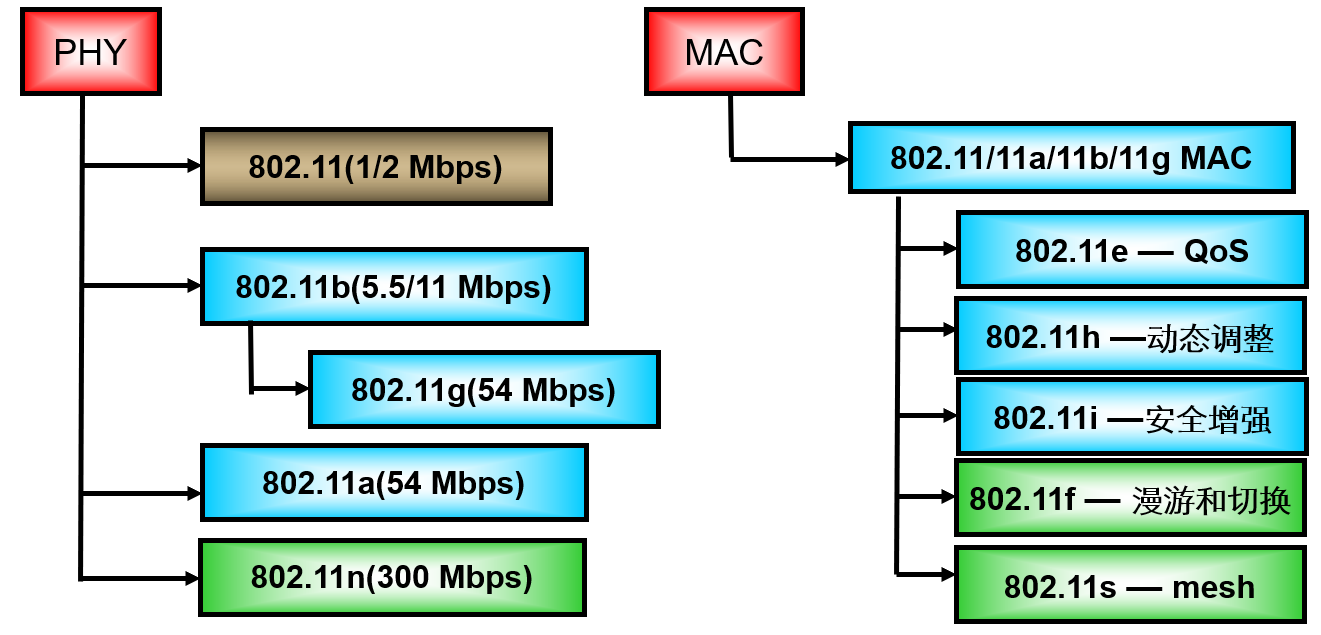 PHY
802.11(1/2 Mbps)
802.11b(5.5/11 Mbps)
802.11g(54 Mbps)
802.11a(54 Mbps)
802.11n(300 Mbps)
MAC
802.11/11a/11b/11g MAC
802.11e — QoS
802.11h —动态调整
802.11i —安全增强
802.11f — 漫游和切换
802.11s — mesh